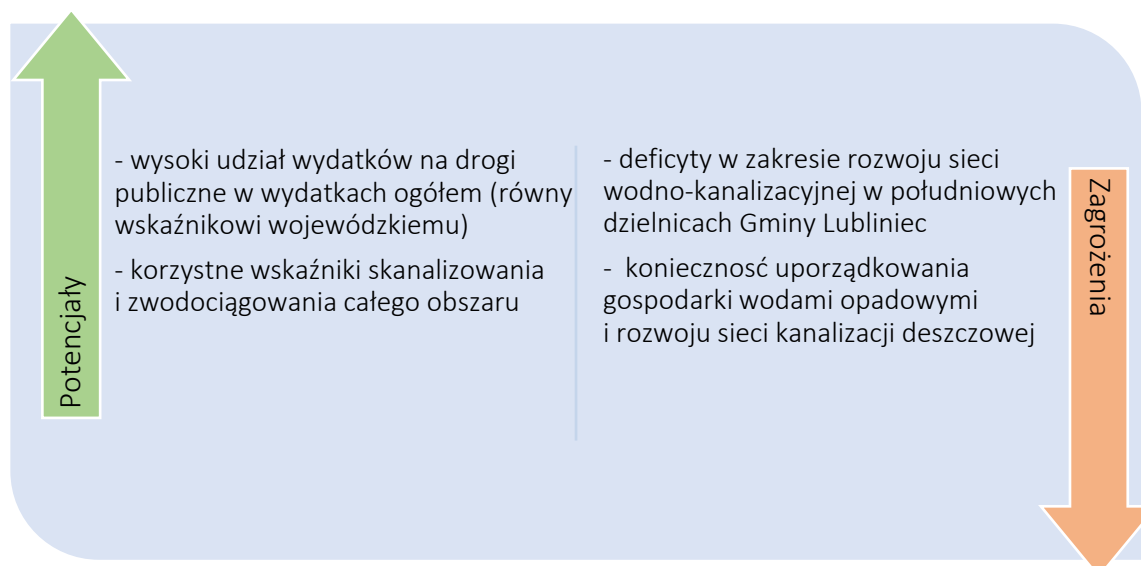 Potencjały
- wysoki udział wydatków na drogi
publiczne w wydatkach ogółem (równy
wskaźnikowi wojewódzkiemu)
- korzystne wskaźniki skanalizowania
i zwodociągowania całego obszaru
- deficyty w zakresie rozwoju sieci
wodno-kanalizacyjnej w południowych
dzielnicach Gminy Lubliniec
- konieczność uporządkowania
gospodarki wodami opadowymi
i rozwoju sieci kanalizacji deszczowej
Zagrożenia